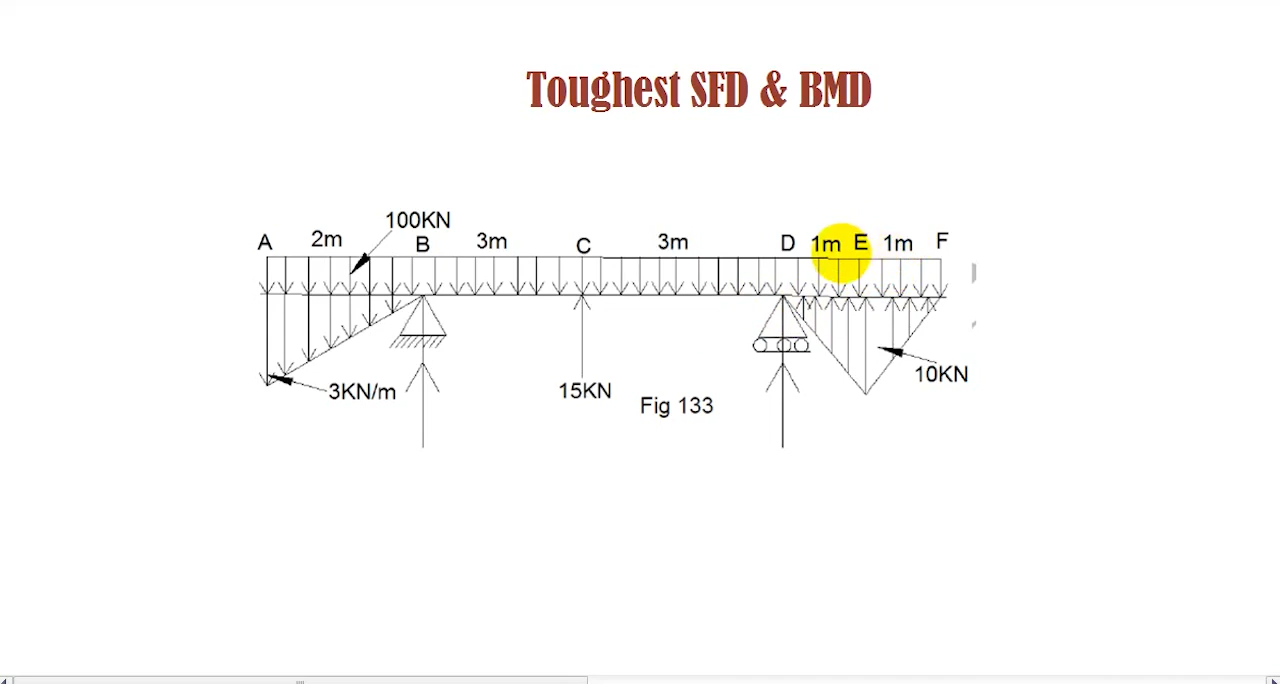 Toughest SFD & BMD
100KN
A 2m B 3m C 3m D 1m E 1m F
3KN/m 15KN Fig 133 10KN